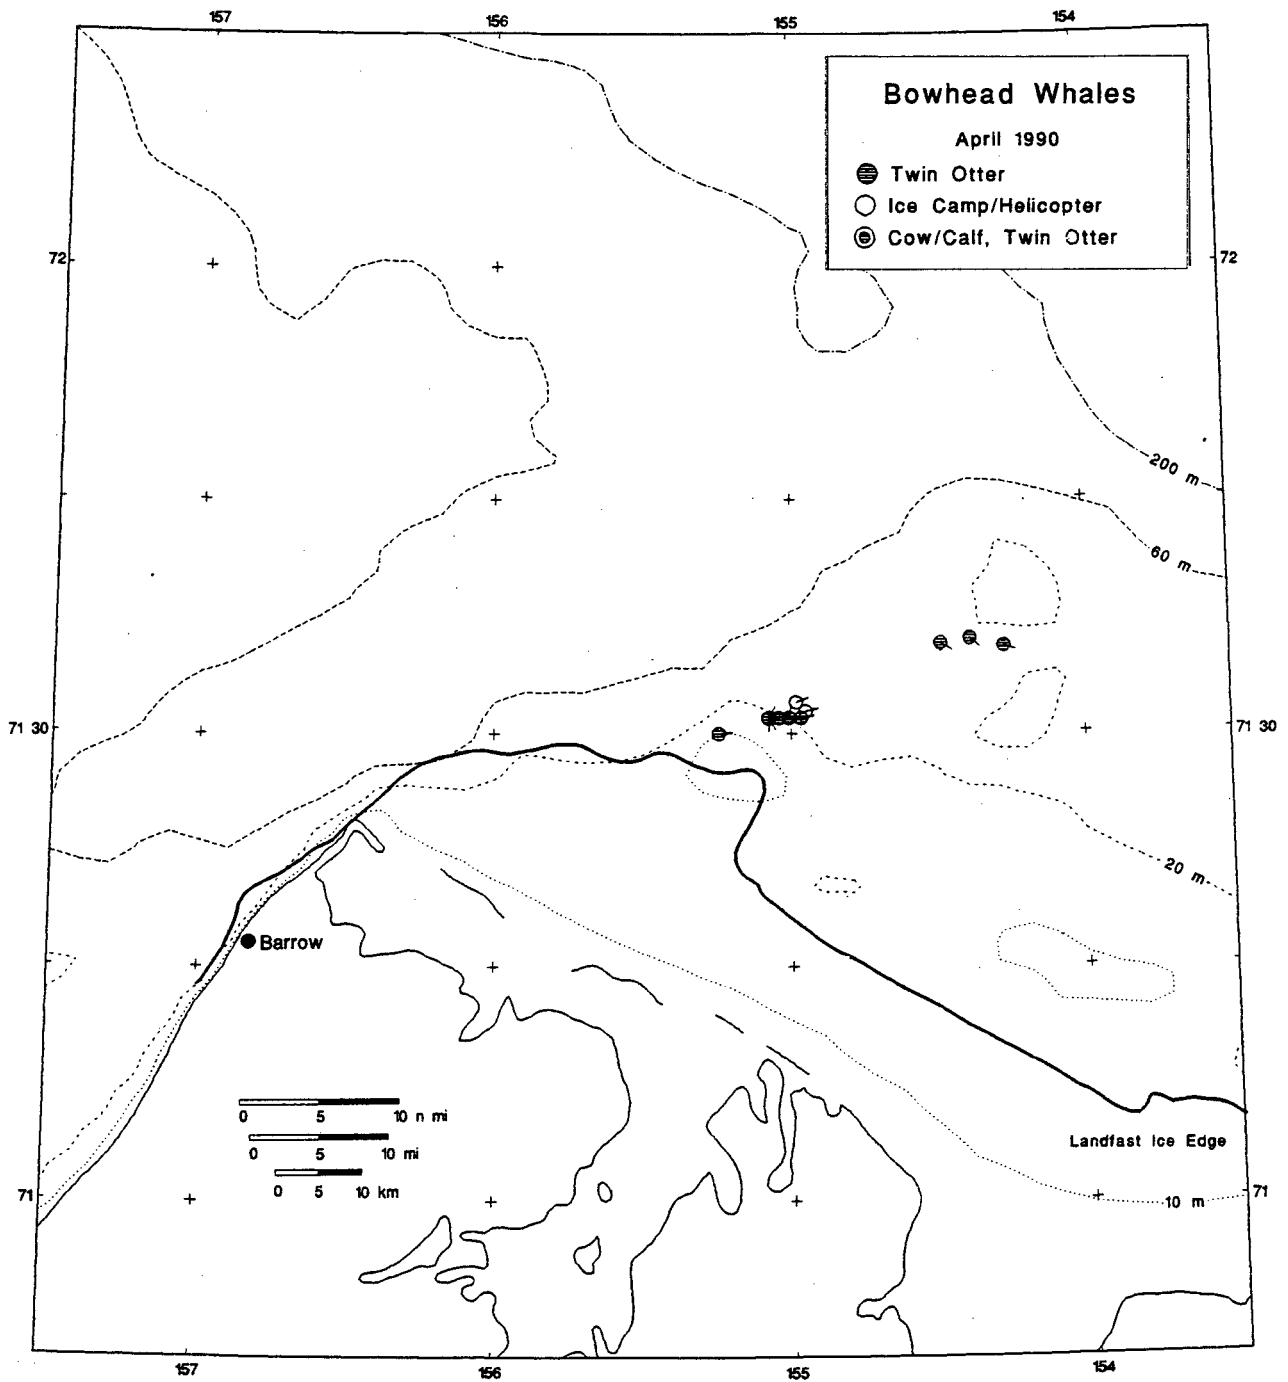 157 156 155 154
Bowhead Whales
April 1990
Twin Otter
Ice Camp/Helicopter
Cow/Calf, Twin Otter
72 72
200 m
60 m
71 30 71 30
20 m
Barrow
0 5 10 n mi
0 5 10 mi
0 5 10 km
Landfast Ice Edge
71 71
10 m
157 156 155 154